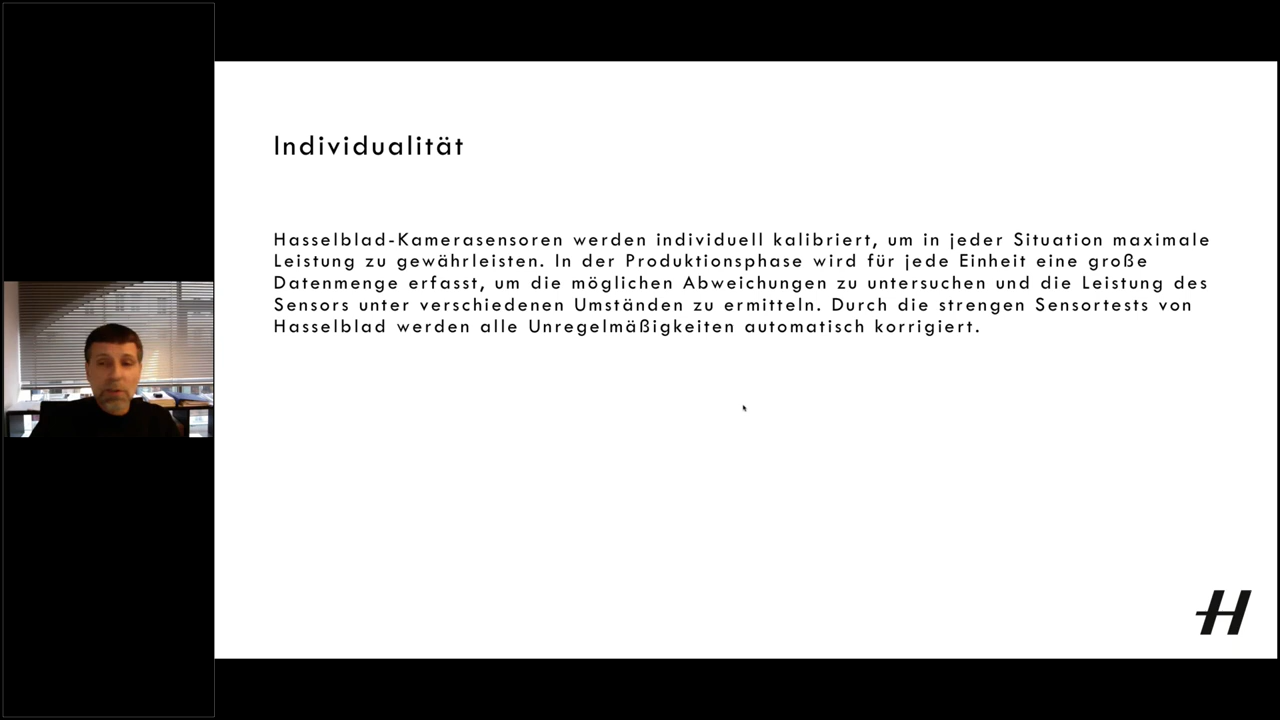 Individualität
Hasselblad-Kamerasensoren werden individuell kalibriert, um in jeder Situation maximale
Leistung zu gewährleisten. In der Produktionsphase wird für jede Einheit eine große
Datenmenge erfasst, um die möglichen Abweichungen zu untersuchen und die Leistung des
Sensors unter verschiedenen Umständen zu ermitteln. Durch die strengen Sensortests von
Hasselblad werden alle Unregelmäßigkeiten automatisch korrigiert.
H